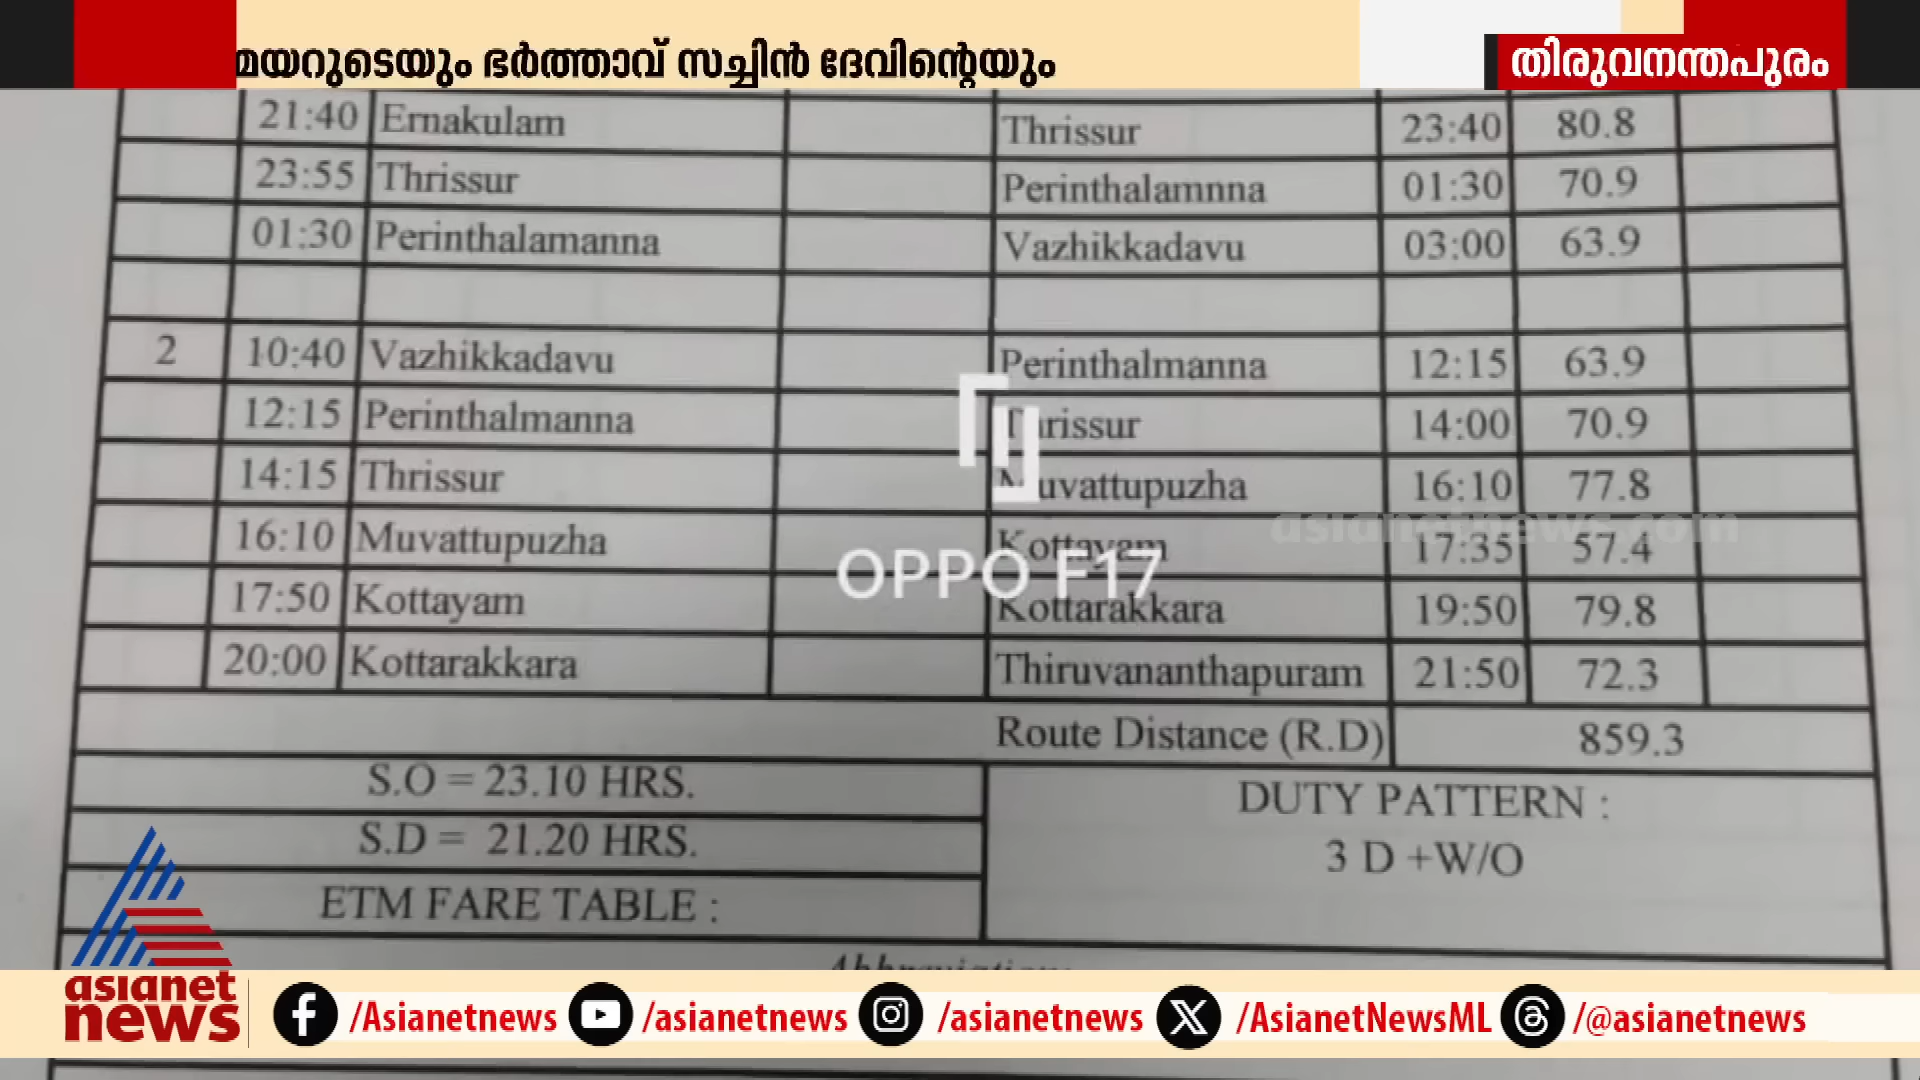 മയറുടെയും ഭർത്താവ് സച്ചിൻ ദേവിന്റെയും
തിരുവനന്തപുരം
21:40 Ernakulam Thrissur 23:40 80.8
23:55 Thrissur Perinthalamnna 01:30 70.9
01:30 Perinthalamanna Vazhikkadavu 03:00 63.9
2 10:40 Vazhikkadavu Perinthalmanna 12:15 63.9
12:15 Perinthalmanna Thrissur 14:00 70.9
14:15 Thrissur Muvattupuzha 16:10 77.8
asianetnews.com
16:10 Muvattupuzha Kottayam 17:35 57.4
OPPO F17
17:50 Kottayam Kottarakkara 19:50 79.8
20:00 Kottarakkara Thiruvananthapuram 21:50 72.3
Route Distance (R.D) 859.3
S.O = 23.10 HRS.
S.D = 21.20 HRS.
ETM FARE TABLE :
DUTY PATTERN :
3 D +W/O
asianet
news
/Asianetnews /asianetnews /asianetnews /AsianetNewsML /@asianetnews